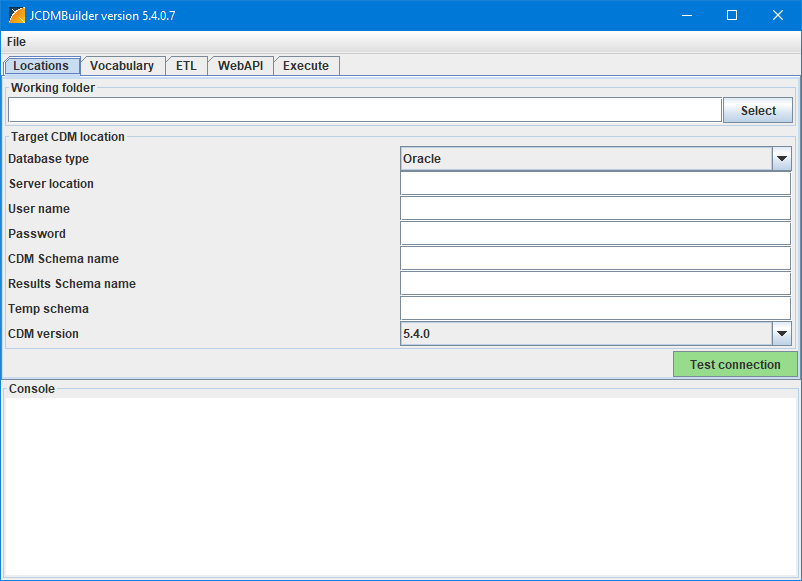 JCDMBuilder version 5.4.0.7
File
Locations Vocabulary ETL WebAPI Execute
Working folder
Select
Target CDM location
Database type Oracle
Server location
User name
Password
CDM Schema name
Results Schema name
Temp schema
CDM version 5.4.0
Test connection
Console